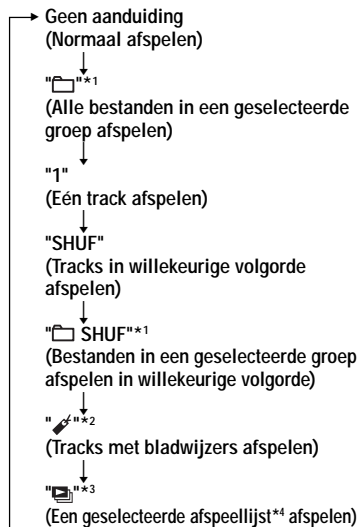 Geen aanduiding
(Normaal afspelen)
"🗀"*1
(Alle bestanden in een geselecteerde
groep afspelen)
"1"
(Eén track afspelen)
"SHUF"
(Tracks in willekeurige volgorde
afspelen)
"🗀 SHUF"*1
(Bestanden in een geselecteerde groep
afspelen in willekeurige volgorde)
" "*2
(Tracks met bladwijzers afspelen)
" "*3
(Een geselecteerde afspeellijst*4 afspelen)